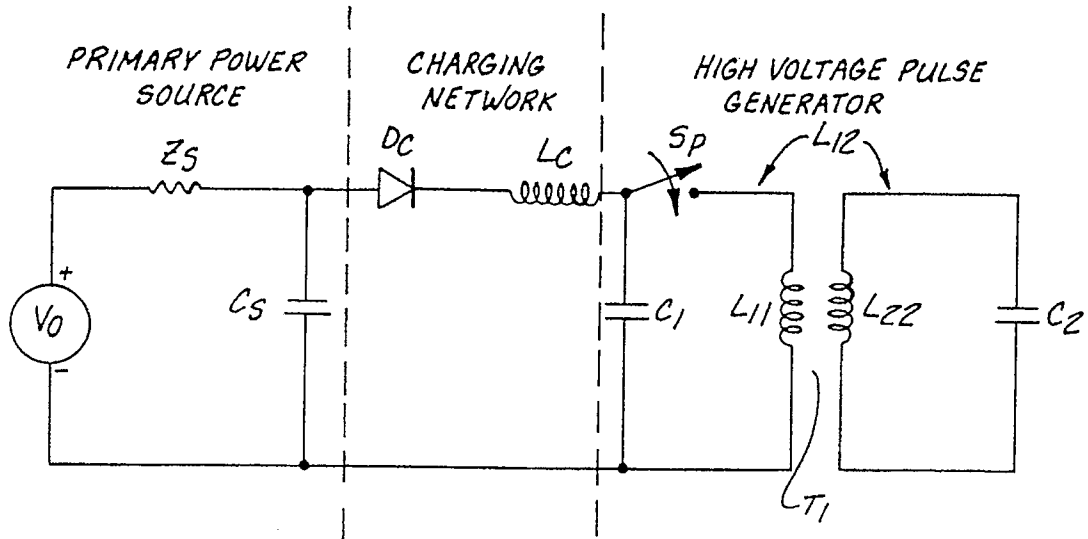 PRIMARY POWER
SOURCE
CHARGING
NETWORK
HIGH VOLTAGE PULSE
GENERATOR
ZS
DC
LC
SP
L12
+
VO
-
CS
C1
L11
L22
C2
T1